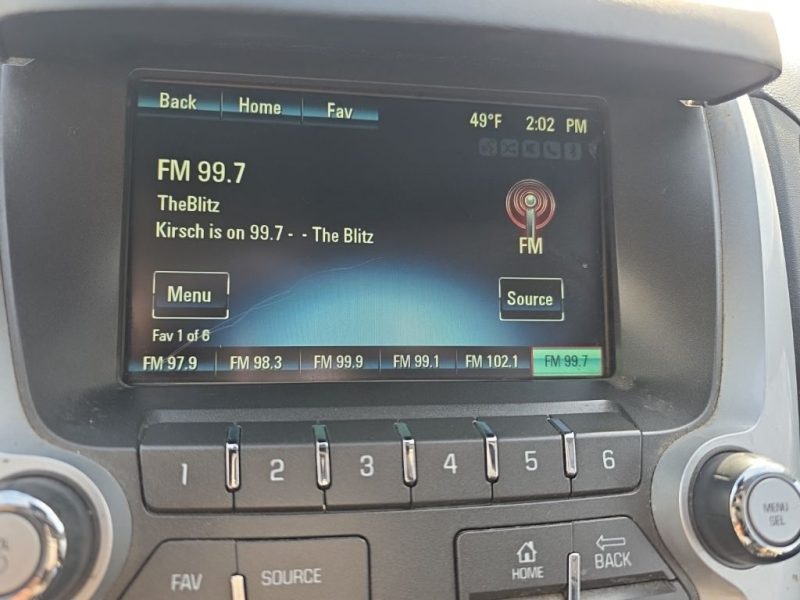 Back Home Fav 49°F 2:02 PM
FM 99.7
TheBlitz
Kirsch is on 99.7 - - The Blitz
FM
Menu Source
Fav 1 of 6
FM 97.9 FM 98.3 FM 99.9 FM 99.1 FM 102.1 FM 99.7
1 2 3 4 5 6
MENU
SEL
FAV SOURCE HOME BACK